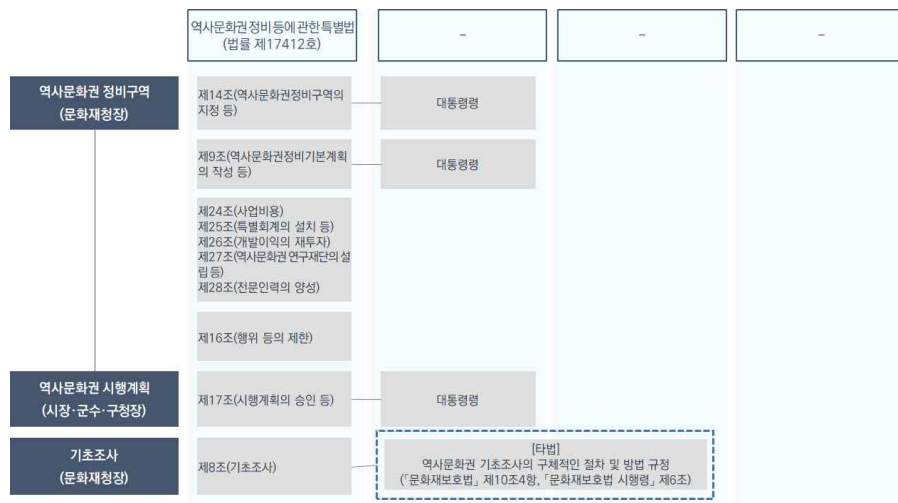 역사문화권 정비 등에 관한 특별법
(법률 제17412호)
–
–
–
역사문화권 정비구역
(문화재청장)
제14조(역사문화권정비구역의
지정 등)
대통령령
제9조(역사문화권정비기본계획
의 작성 등)
대통령령
제24조(사업비용)
제25조(특별회계의 설치 등)
제26조(개발이익의 재투자)
제27조(역사문화권 연구재단의 설
립 등)
제28조(전문인력의 양성)
제16조(행위 등의 제한)
역사문화권 시행계획
(시장·군수·구청장)
제17조(시행계획의 승인 등)
대통령령
기초조사
(문화재청장)
제8조(기초조사)
[타법]
역사문화권 기초조사의 구체적인 절차 및 방법 규정
(「문화재보호법」 제10조4항, 「문화재보호법 시행령」 제6조)